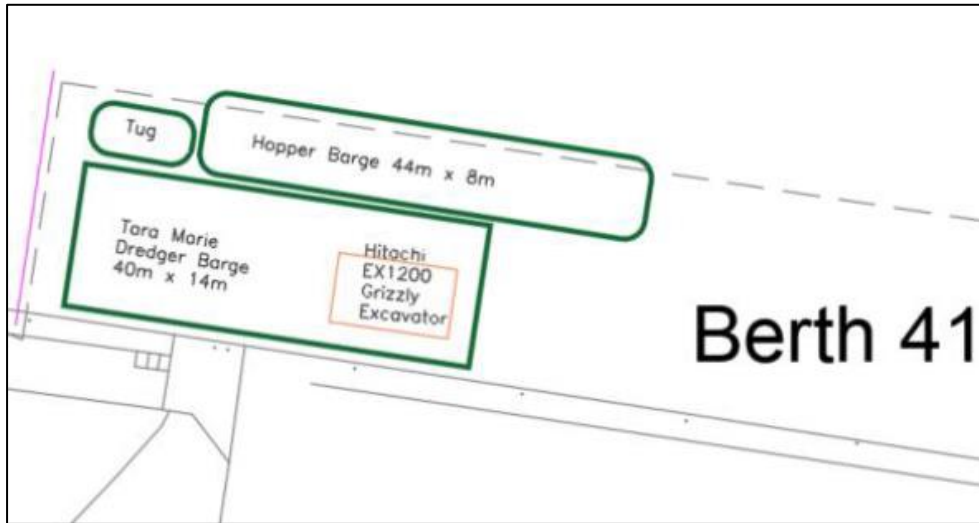 Tug
Hopper Barge 44m x 8m
Tara Marie
Dredger Barge
40m x 14m
Hitachi
EX1200
Grizzly
Excavator
Berth 41